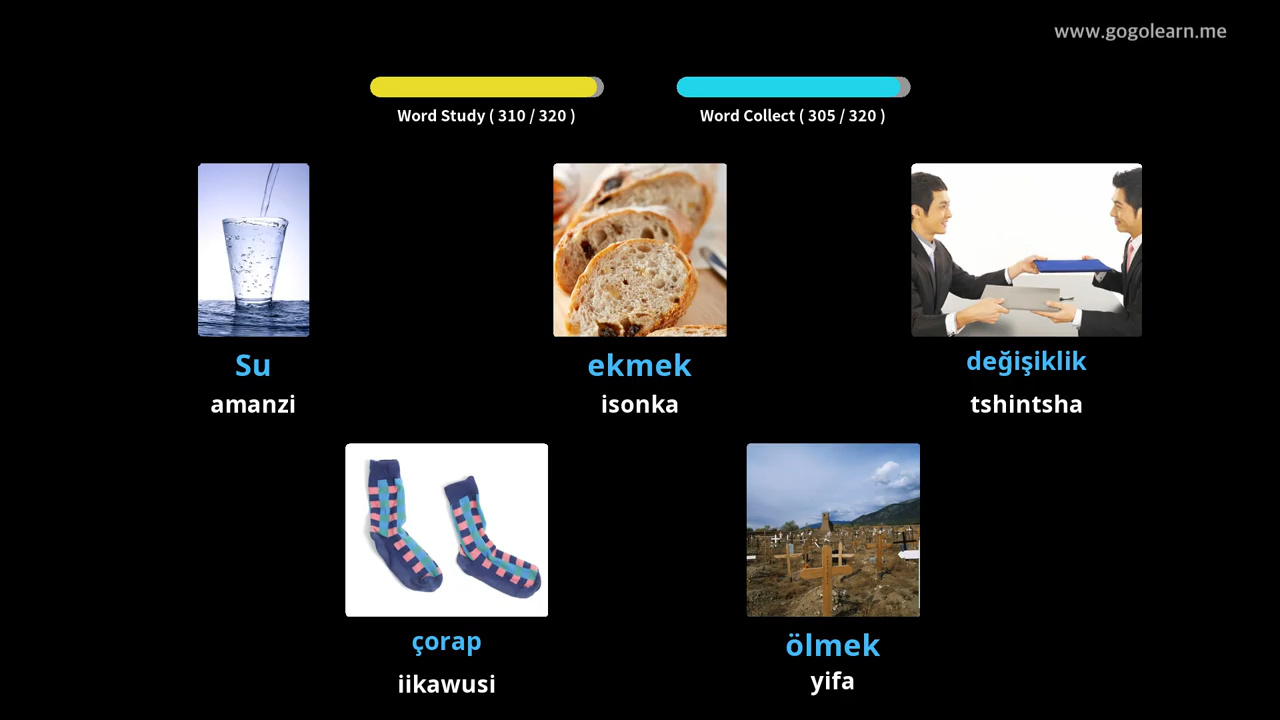 www.gogolearn.me
Word Study ( 310 / 320 )
Word Collect ( 305 / 320 )
Su
amanzi
ekmek
isonka
değişiklik
tshintsha
çorap
iikawusi
ölmek
yifa